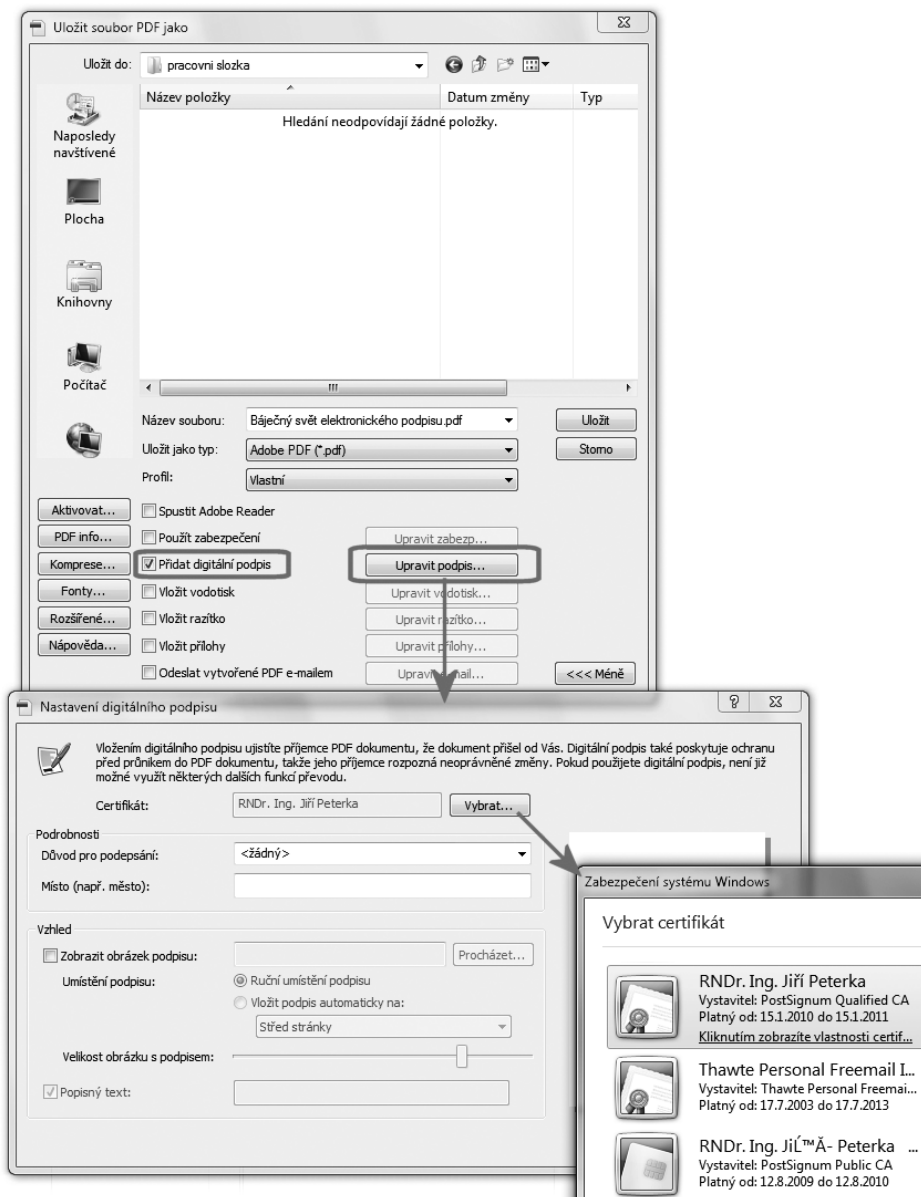 Uložit soubor PDF jako
Uložit do: pracovni slozka
Název položky Datum změny Typ
Hledání neodpovídají žádné položky.
Naposledy
navštívené
Plocha
Knihovny
Počítač
Název souboru: Báječný svět elektronického podpisu.pdf Uložit
Uložit jako typ: Adobe PDF (*.pdf) Storno
Profil: Vlastní
Aktivovat... Spustit Adobe Reader
PDF info... Použít zabezpečení Upravit zabezp...
Komprese... Přidat digitální podpis Upravit podpis...
Fonty... Vložit vodotisk Upravit vodotisk...
Rozšířené... Vložit razítko Upravit razítko...
Nápověda... Vložit přílohy Upravit přílohy...
Odeslat vytvořené PDF e-mailem Upravit e-mail... <<< Méně
Nastavení digitálního podpisu
Vložením digitálního podpisu ujistíte příjemce PDF dokumentu, že dokument přišel od Vás. Digitální podpis také poskytuje ochranu
před průnikem do PDF dokumentu, takže jeho příjemce rozpozná neoprávněné změny. Pokud použijete digitální podpis, není již
možné využít některých dalších funkcí převodu.
Certifikát: RNDr. Ing. Jiří Peterka Vybrat...
Podrobnosti
Důvod pro podepsání: <žádný>
Místo (např. město):
Vzhled
Zobrazit obrázek podpisu: Procházet...
Umístění podpisu: Ruční umístění podpisu
Vložit podpis automaticky na:
Střed stránky
Velikost obrázku s podpisem:
Popisný text:
Zabezpečení systému Windows
Vybrat certifikát
RNDr. Ing. Jiří Peterka
Vystavitel: PostSignum Qualified CA
Platný od: 15.1.2010 do 15.1.2011
Kliknutím zobrazíte vlastnosti certif...
Thawte Personal Freemail I...
Vystavitel: Thawte Personal Freemai...
Platný od: 17.7.2003 do 17.7.2013
RNDr. Ing. JiĹ™Ă- Peterka ...
Vystavitel: PostSignum Public CA
Platný od: 12.8.2009 do 12.8.2010